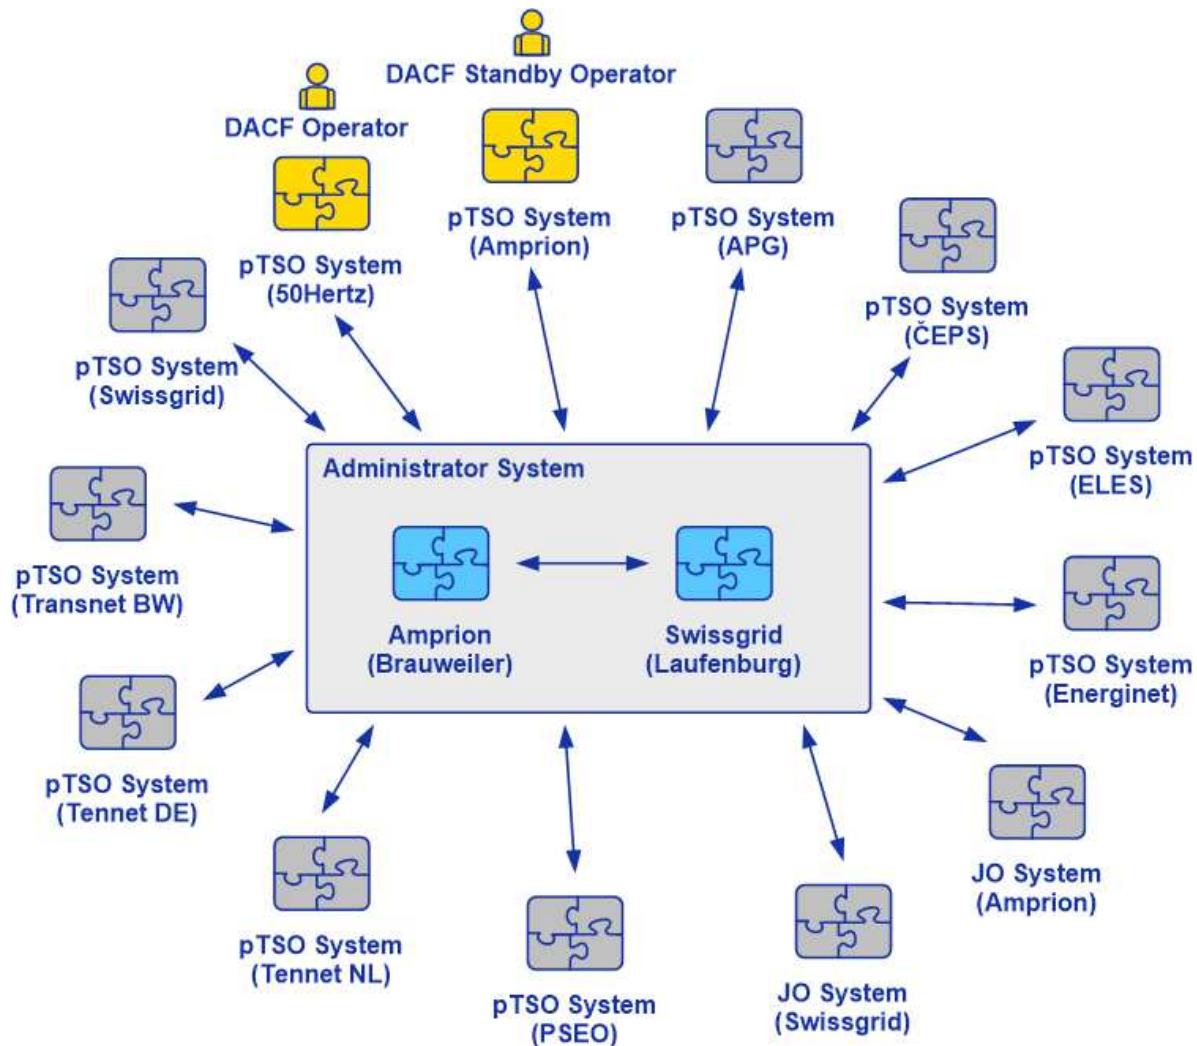 DACF Standby Operator
DACF Operator
pTSO System
(Amprion)
pTSO System
(APG)
pTSO System
(50Hertz)
pTSO System
(ČEPS)
pTSO System
(Swissgrid)
pTSO System
(ELES)
Administrator System
pTSO System
(Transnet BW)
Amprion
(Brauweiler)
Swissgrid
(Laufenburg)
pTSO System
(Energinet)
pTSO System
(Tennet DE)
JO System
(Amprion)
pTSO System
(Tennet NL)
pTSO System
(PSEO)
JO System
(Swissgrid)